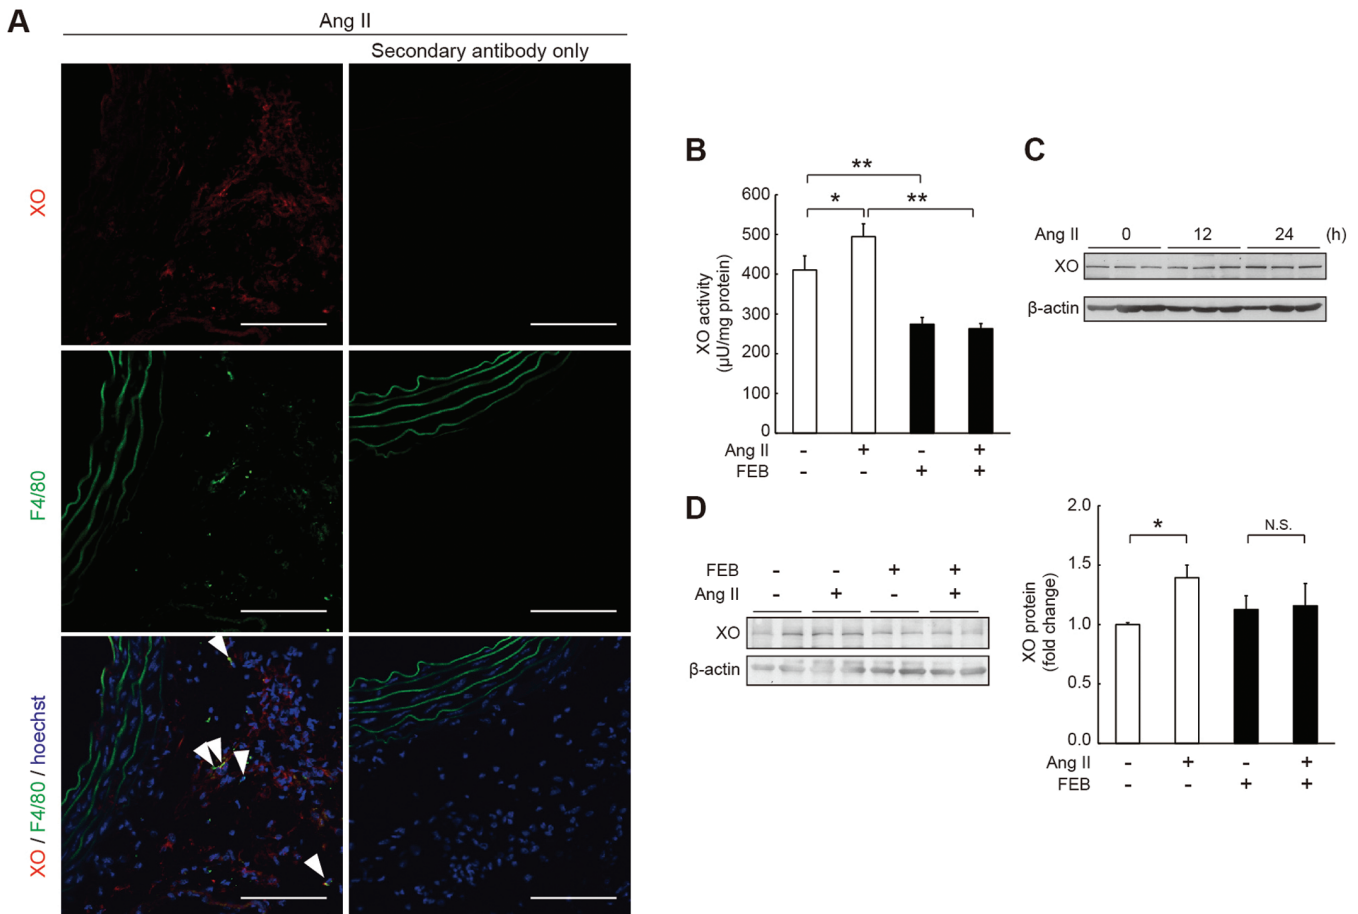 A
Ang II
Secondary antibody only
XO
F4/80
XO / F4/80 / hoechst
B
** 
* **
XO activity
(μU/mg protein)
600
500
400
300
200
100
0
Ang II - + - +
FEB - - + +
C
Ang II 0 12 24 (h)
XO
β-actin
D
FEB - - + +
Ang II - + - +
XO
β-actin
XO protein
(fold change)
2.0
1.5
1.0
0.5
0.0
* N.S.
Ang II - + - +
FEB - - + +